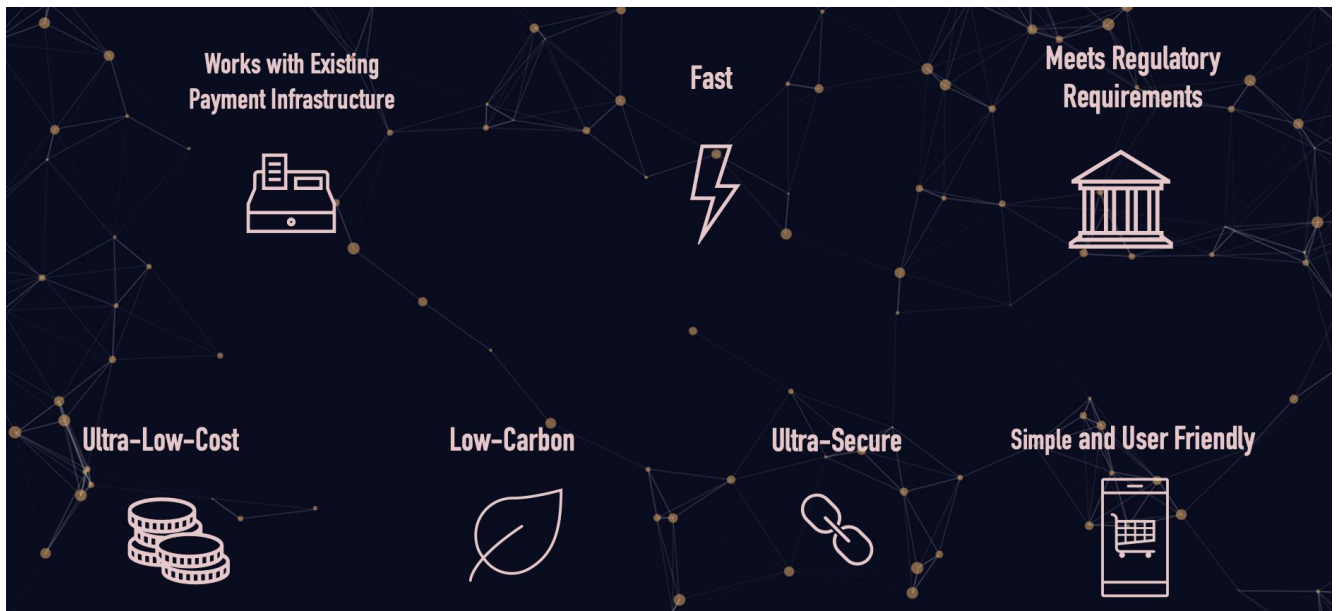 Works with Existing
Payment Infrastructure
Fast
Meets Regulatory
Requirements
Ultra-Low-Cost
Low-Carbon
Ultra-Secure
Simple and User Friendly